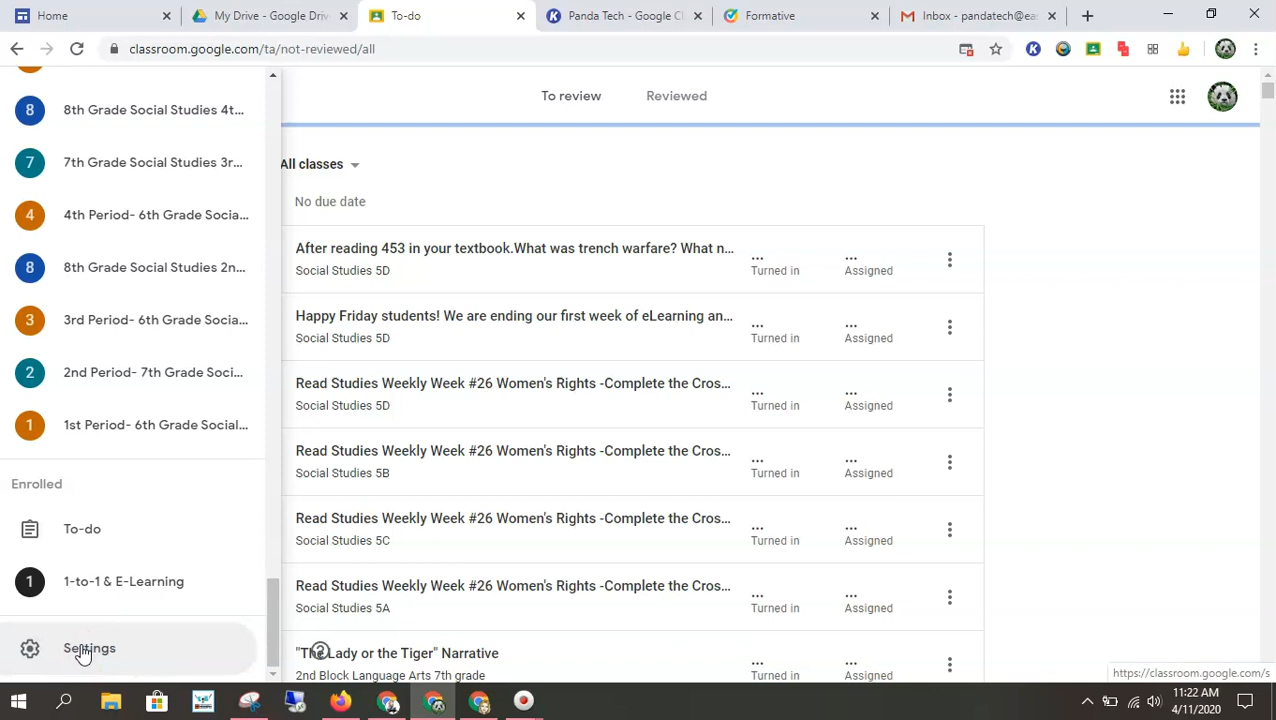 Home
My Drive - Google Driv
To-do
Panda Tech - Google Cl
Formative
Inbox - pandatech@eas
classroom.google.com/ta/not-reviewed/all
To review
Reviewed
8
8th Grade Social Studies 4t...
7
7th Grade Social Studies 3r...
4
4th Period- 6th Grade Socia...
8
8th Grade Social Studies 2n...
3
3rd Period- 6th Grade Socia...
2
2nd Period- 7th Grade Soci...
1
1st Period- 6th Grade Social...
Enrolled
To-do
1
1-to-1 & E-Learning
Settings
All classes
No due date
After reading 453 in your textbook.What was trench warfare? What n...
Social Studies 5D
...
Turned in
...
Assigned
Happy Friday students! We are ending our first week of eLearning an...
Social Studies 5D
...
Turned in
...
Assigned
Read Studies Weekly Week #26 Women's Rights -Complete the Cros...
Social Studies 5D
...
Turned in
...
Assigned
Read Studies Weekly Week #26 Women's Rights -Complete the Cros...
Social Studies 5B
...
Turned in
...
Assigned
Read Studies Weekly Week #26 Women's Rights -Complete the Cros...
Social Studies 5C
...
Turned in
...
Assigned
Read Studies Weekly Week #26 Women's Rights -Complete the Cros...
Social Studies 5A
...
Turned in
...
Assigned
"The Lady or the Tiger" Narrative
2nd Block Language Arts 7th grade
https://classroom.google.com/s
11:22 AM
4/11/2020